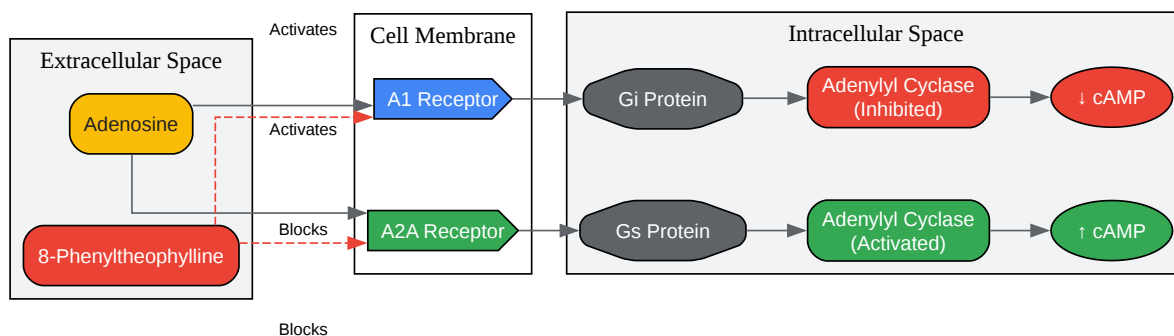 Activates
Cell Membrane
Intracellular Space
Extracellular Space
A1 Receptor
Gi Protein
Adenylyl Cyclase
(Inhibited)
↓ cAMP
Adenosine
Activates
Blocks
A2A Receptor
Gs Protein
Adenylyl Cyclase
(Activated)
↑ cAMP
8-Phenyltheophylline
Blocks